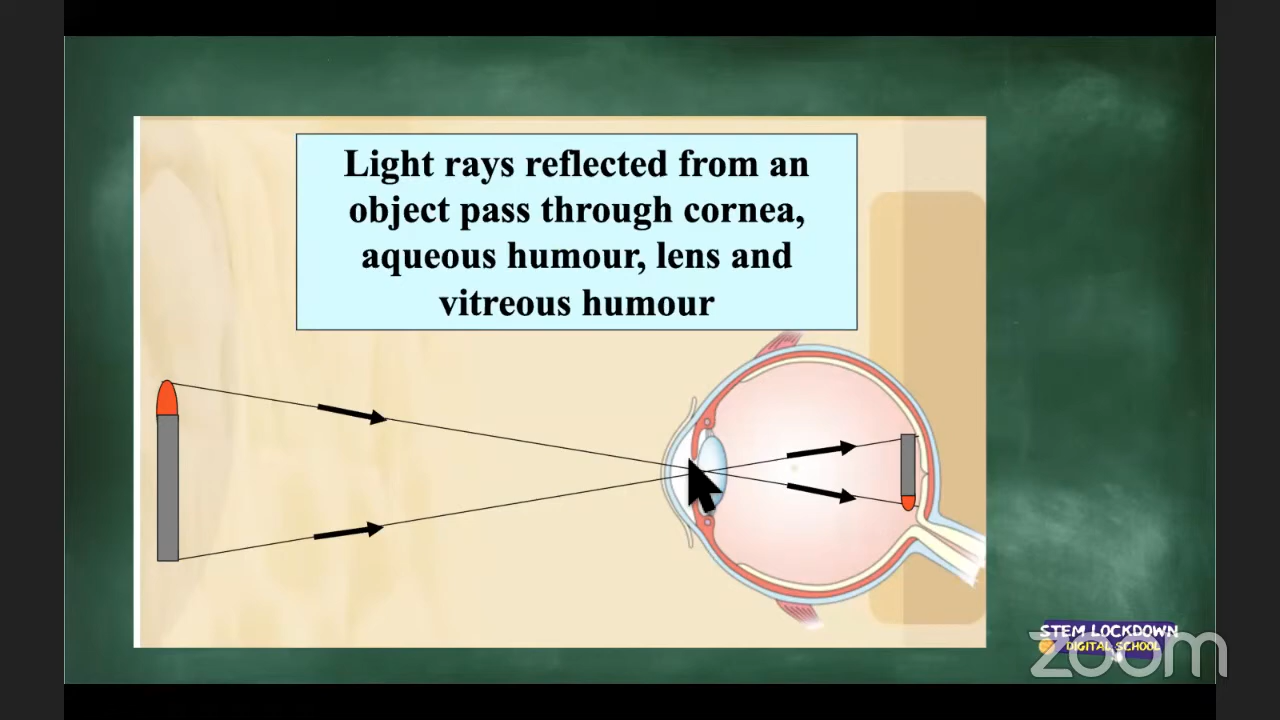 Light rays reflected from an
object pass through cornea,
aqueous humour, lens and
vitreous humour
STEM LOCKDOWN
DIGITAL SCHOOL
zoom